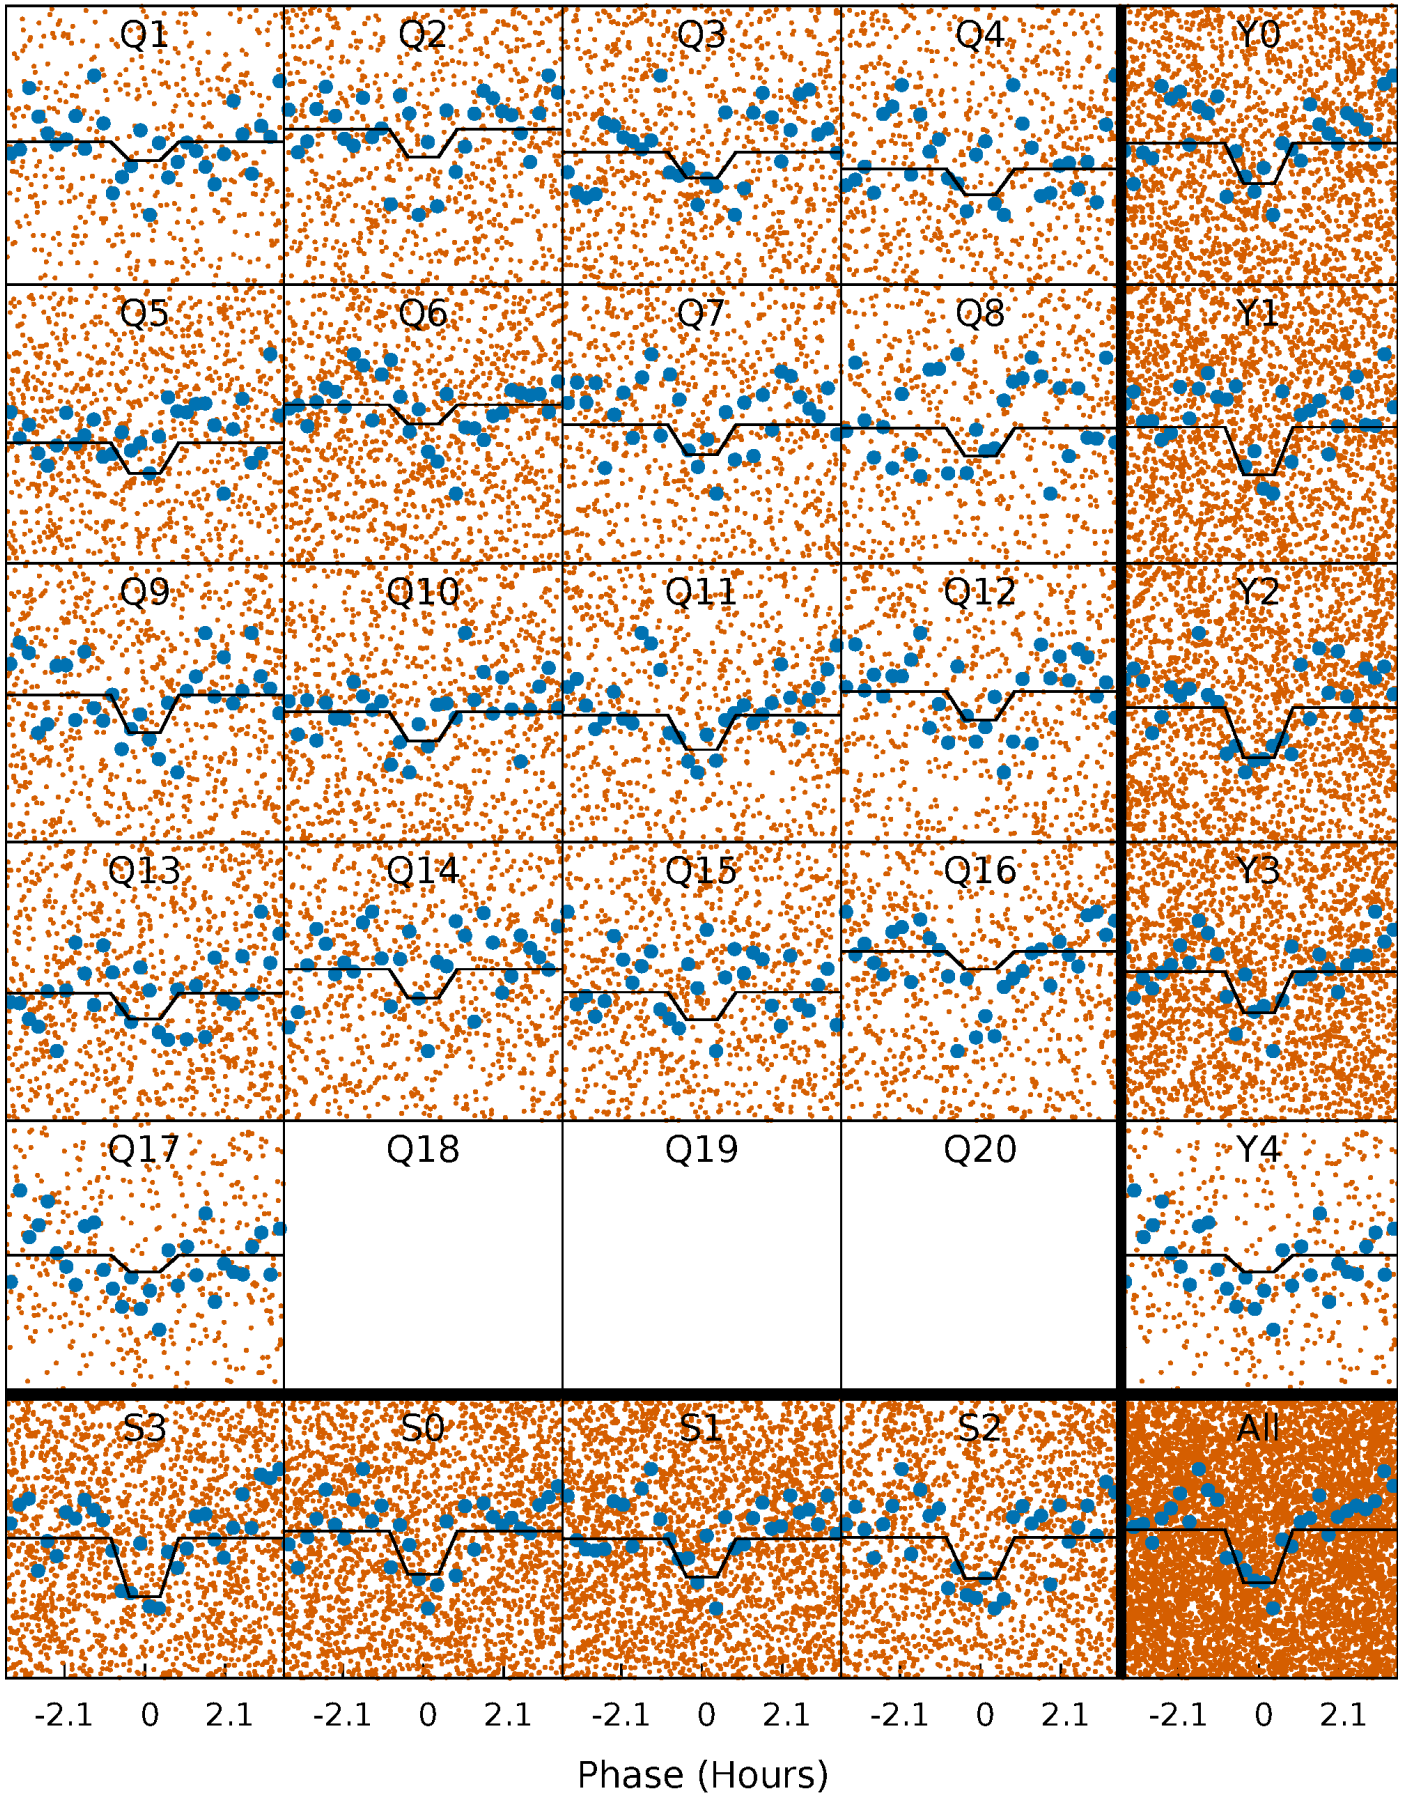 Q1 Q2 Q3 Q4 Y0
Q5 Q6 Q7 Q8 Y1
Q9 Q10 Q11 Q12 Y2
Q13 Q14 Q15 Q16 Y3
Q17 Q18 Q19 Q20 Y4
S3 S0 S1 S2 All
-2.1 0 2.1 -2.1 0 2.1 -2.1 0 2.1 -2.1 0 2.1 -2.1 0 2.1
Phase (Hours)